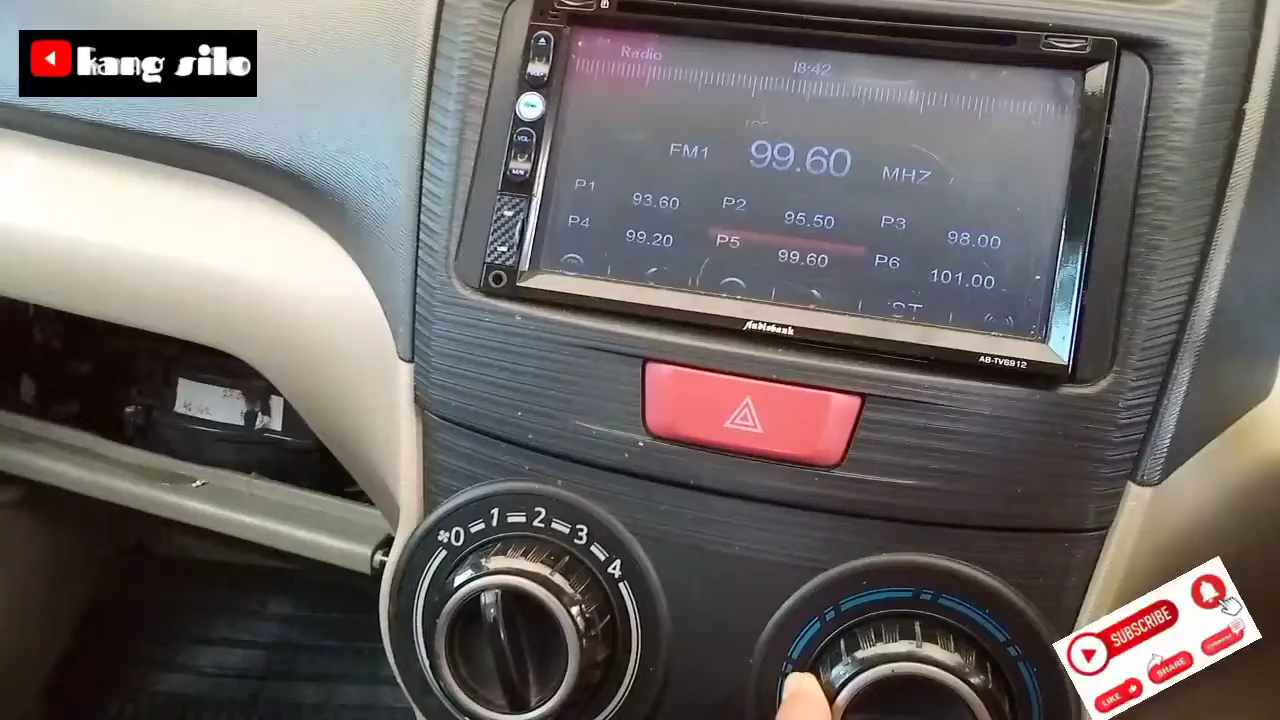 kang silo
Radio
18:42
FM1 99.60 MHZ
P1 93.60 P2 95.50 P3 98.00
P4 99.20 P5 99.60 P6 101.00
ST
VOL
Audiobank
AB-TV6912
0 1 2 3 4
SUBSCRIBE
LIKE SHARE